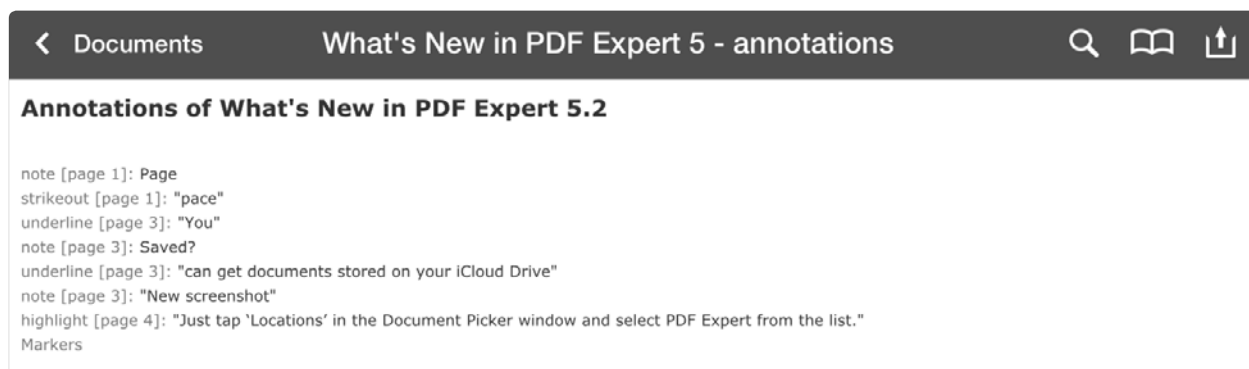 Documents What's New in PDF Expert 5 - annotations
Annotations of What's New in PDF Expert 5.2
note [page 1]: Page
strikeout [page 1]: "pace"
underline [page 3]: "You"
note [page 3]: Saved?
underline [page 3]: "can get documents stored on your iCloud Drive"
note [page 3]: "New screenshot"
highlight [page 4]: "Just tap ‘Locations’ in the Document Picker window and select PDF Expert from the list."
Markers